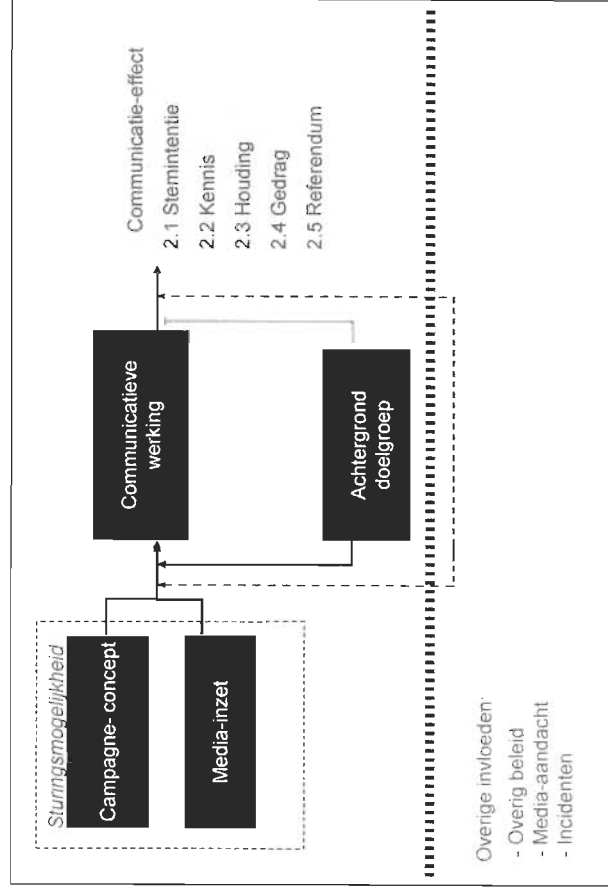 Sturingsmogelijkheid
Campagne- concept
Media-inzet
Communicatieve
werking
Achtergrond
doelgroep
Communicatie-effect
2.1 Stemintentie
2.2 Kennis
2.3 Houding
2.4 Gedrag
2.5 Referendum
Overige invloeden:
- Overig beleid
- Media-aandacht
- Incidenten